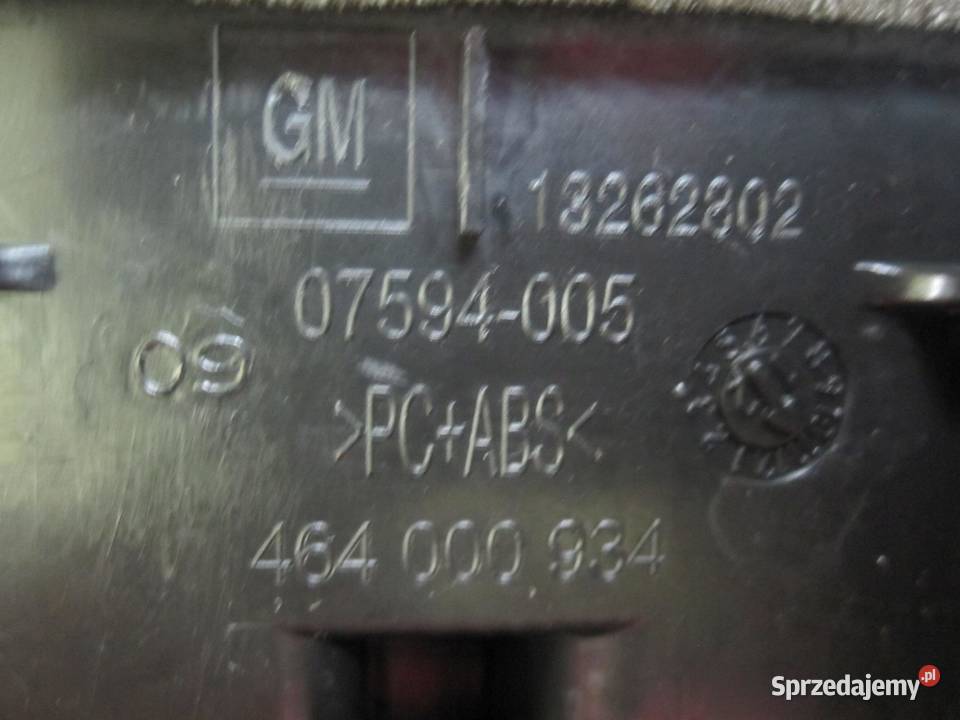 GM
13262802
07594-005
09
>PC+ABS<
464 000 934
Sprzedajemy.pl